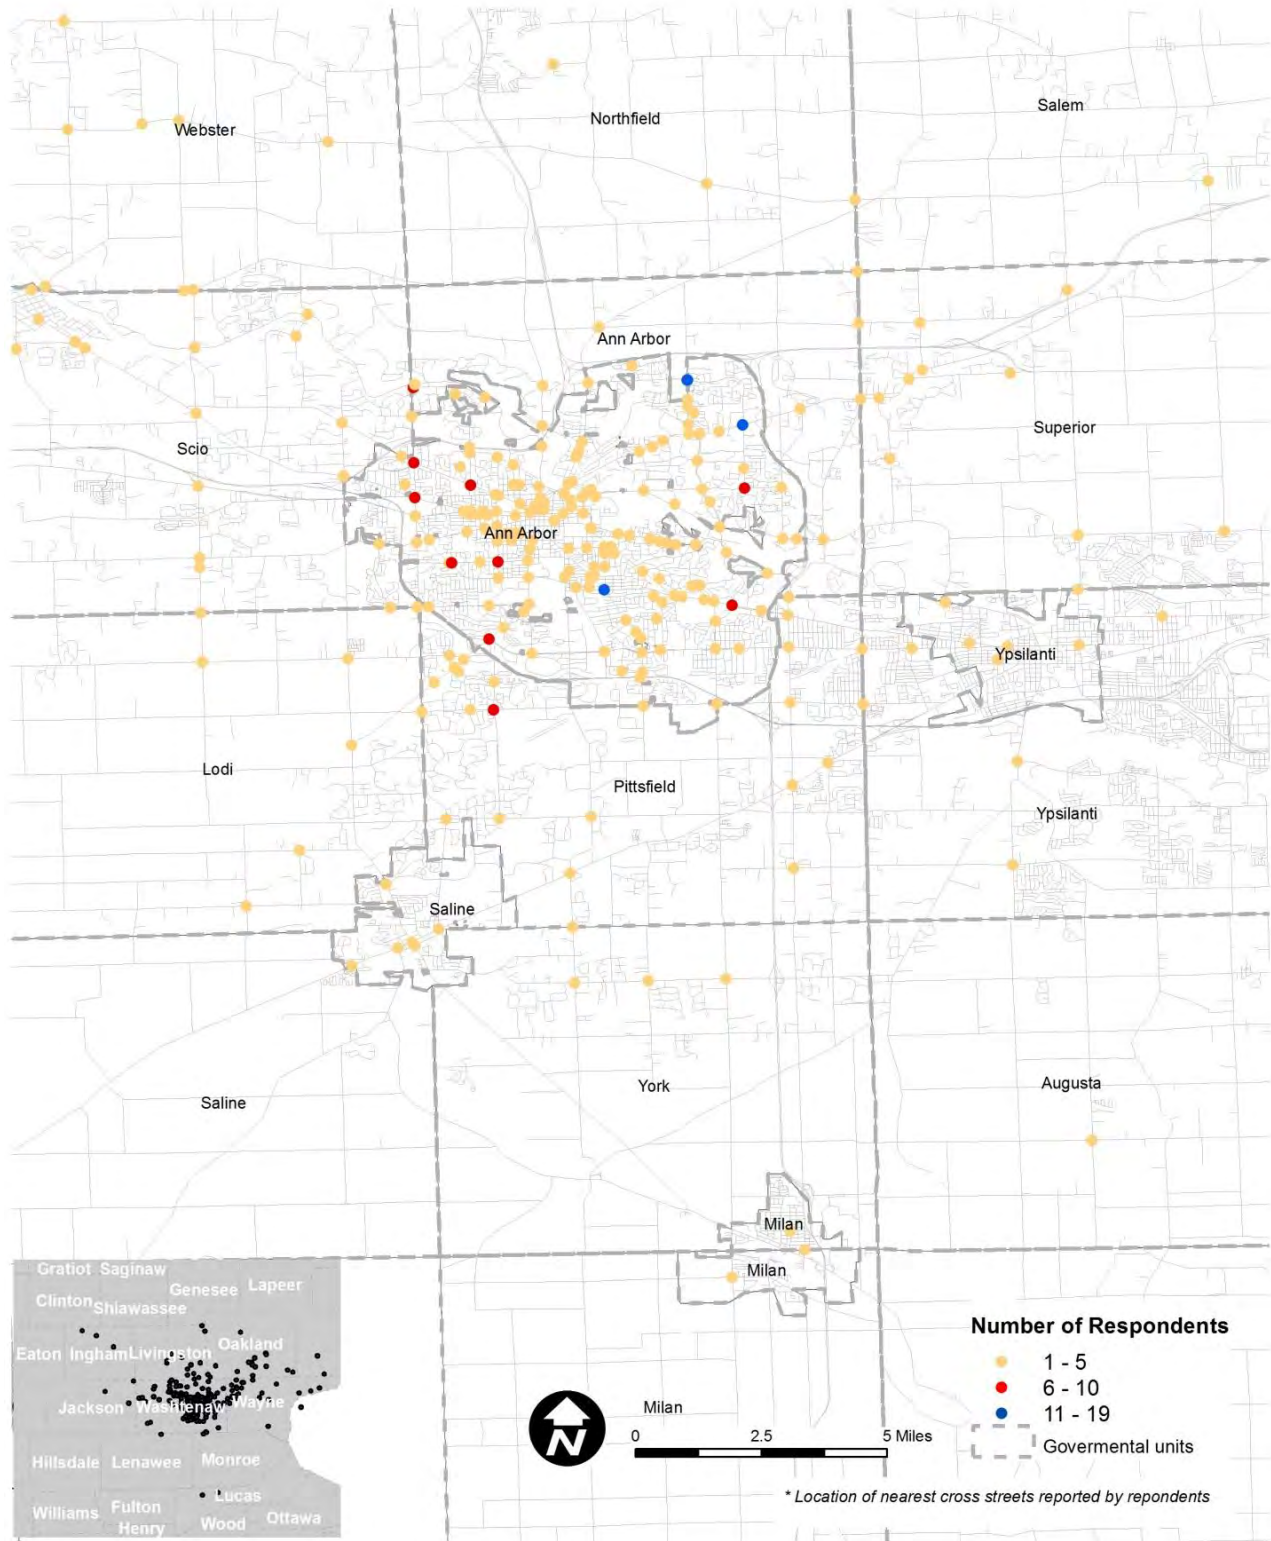 Salem
Northfield
Webster
Ann Arbor
Superior
Scio
Ann Arbor
Ypsilanti
Lodi
Pittsfield
Ypsilanti
Saline
Augusta
York
Saline
Milan
Milan
Gratiot Saginaw
Genesee Lapeer
Clinton Shiawassee
Oakland
Eaton Ingham Livingston
Jackson Washtenaw Wayne
Hillsdale Lenawee Monroe
Lucas
Williams Fulton
Henry Wood Ottawa
Milan
0 2.5 5 Miles
Number of Respondents
1 - 5
6 - 10
11 - 19
Govermental units
* Location of nearest cross streets reported by repondents
N